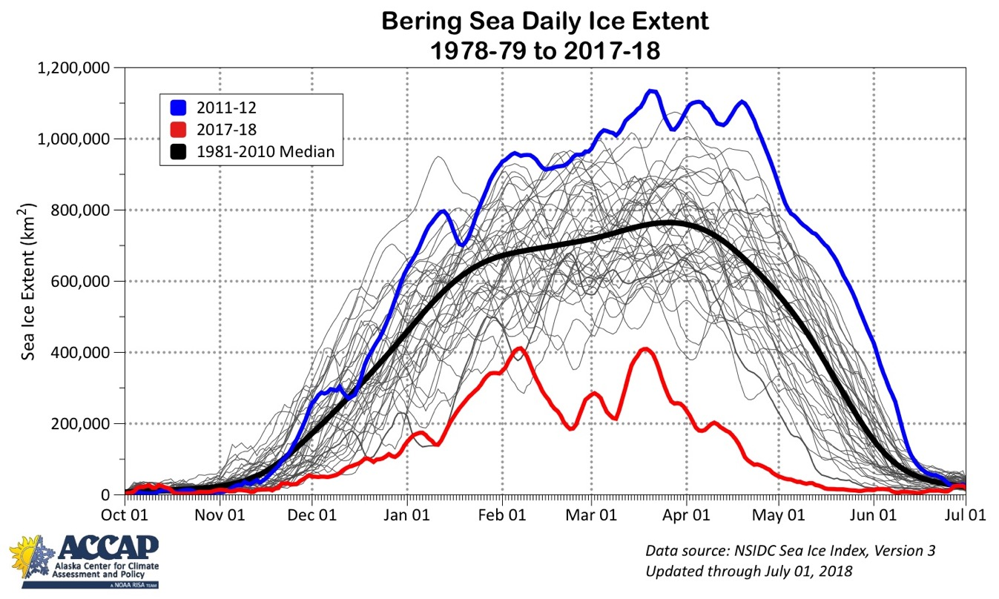 Bering Sea Daily Ice Extent
1978-79 to 2017-18
1,200,000
1,000,000
800,000
600,000
400,000
200,000
0
Sea Ice Extent (km²)
2011-12
2017-18
1981-2010 Median
Oct 01 Nov 01 Dec 01 Jan 01 Feb 01 Mar 01 Apr 01 May 01 Jun 01 Jul 01
ACCAP
Alaska Center for Climate
Assessment and Policy
A NOAA RISA TEAM
Data source: NSIDC Sea Ice Index, Version 3
Updated through July 01, 2018